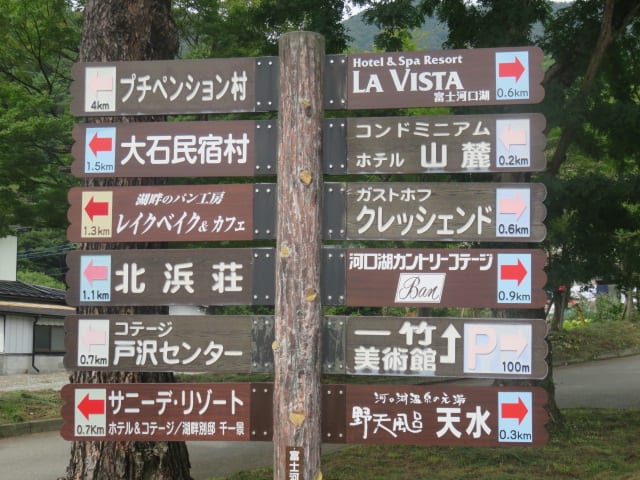 プチペンション村
4km
大石民宿村
1.5km
湖畔のパン工房
レイクベイク&カフェ
1.3km
北浜荘
1.1km
コテージ
戸沢センター
0.7km
サニーデ・リゾート
ホテル&コテージ/湖畔別邸 千一景
0.7Km
Hotel & Spa Resort
LA VISTA
富士河口湖
0.6km
コンドミニアム
ホテル 山麓
0.2km
ガストホフ
クレッシェンド
0.6km
河口湖カントリーコテージ
Ban
0.9km
一竹
美術館
P
100m
河口湖温泉の元湯
野天風呂 天水
0.3km
富士河